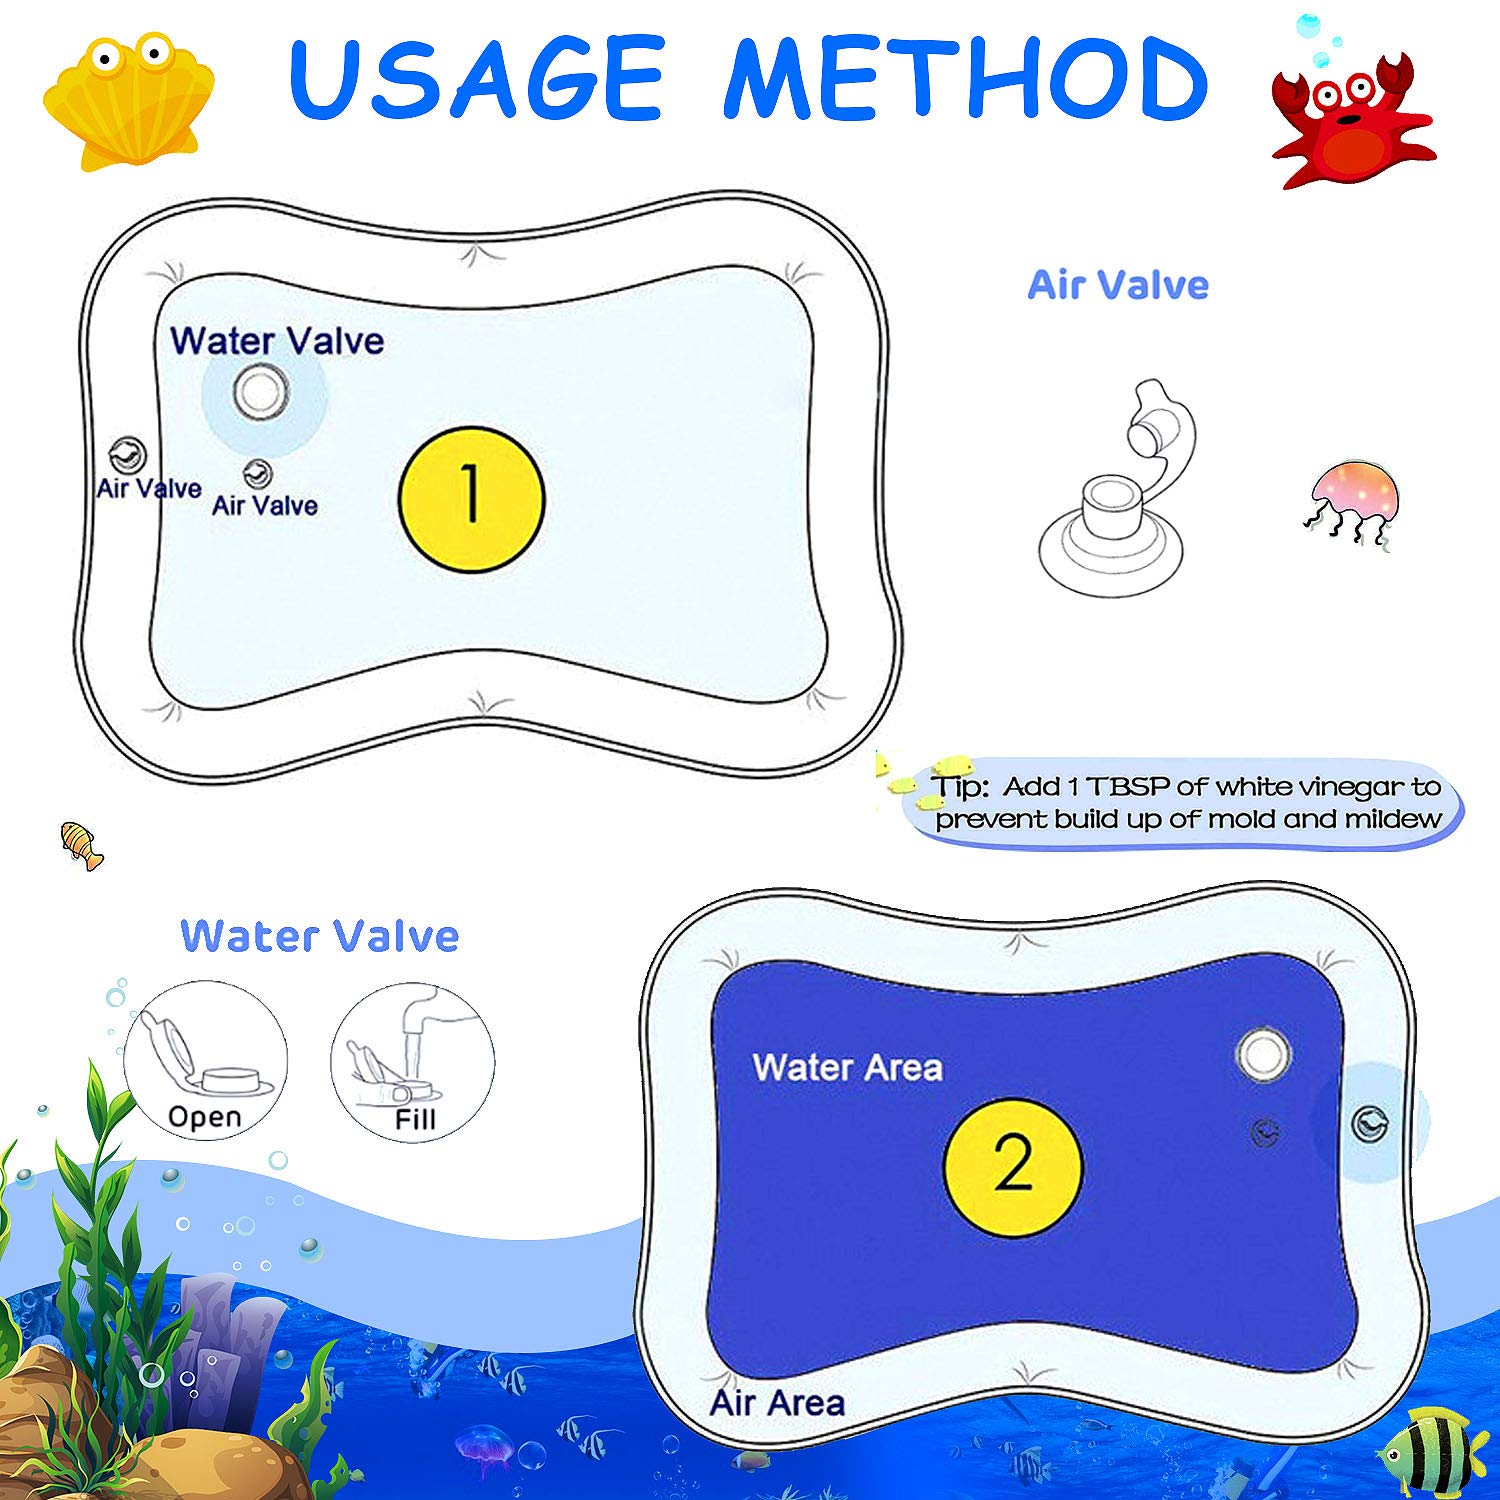 USAGE METHOD
Air Valve
Water Valve
1
Air Valve
Air Valve
Tip: Add 1 TBSP of white vinegar to
prevent build up of mold and mildew
Water Valve
Open
Fill
Water Area
2
Air Area